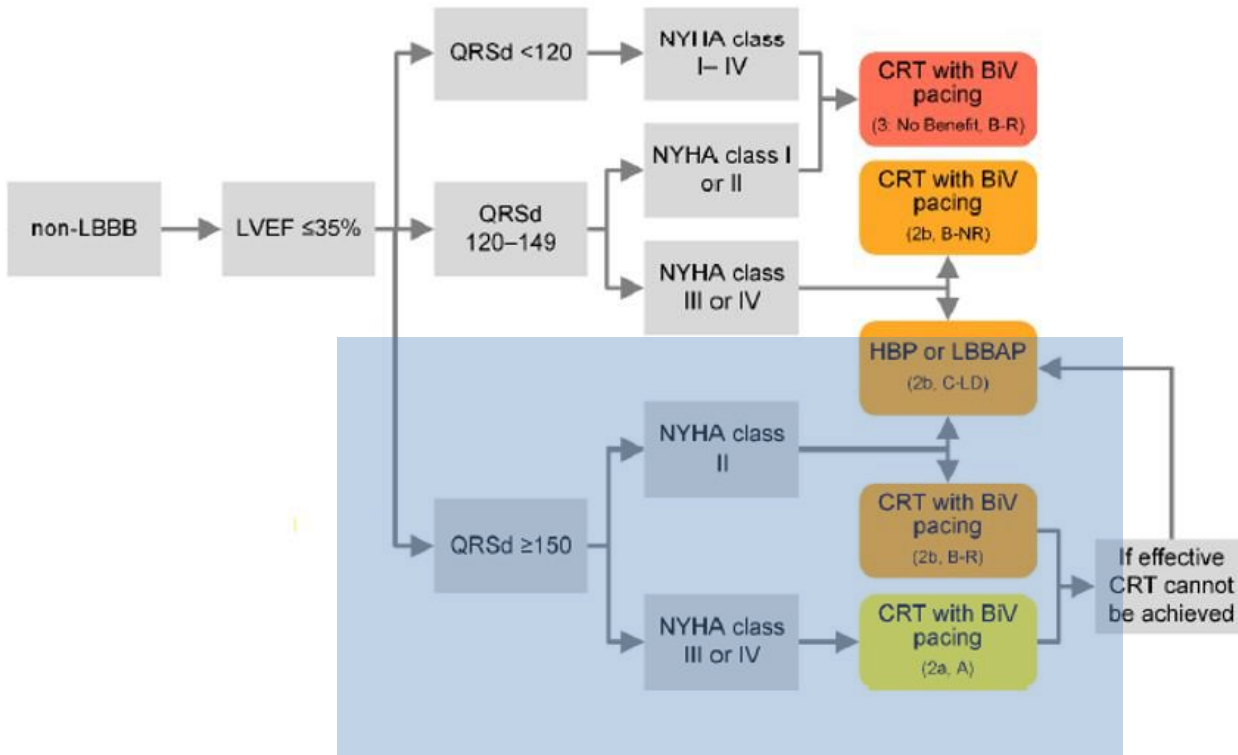 QRSd <120
NYHA class
I– IV
CRT with BiV
pacing
(3: No Benefit, B-R)
NYHA class I
or II
CRT with BiV
pacing
(2b, B-NR)
non-LBBB
LVEF ≤35%
QRSd
120–149
NYHA class
III or IV
HBP or LBBAP
(2b, C-LD)
NYHA class
II
QRSd ≥150
CRT with BiV
pacing
(2b, B-R)
If effective
CRT cannot
be achieved
NYHA class
III or IV
CRT with BiV
pacing
(2a, A)